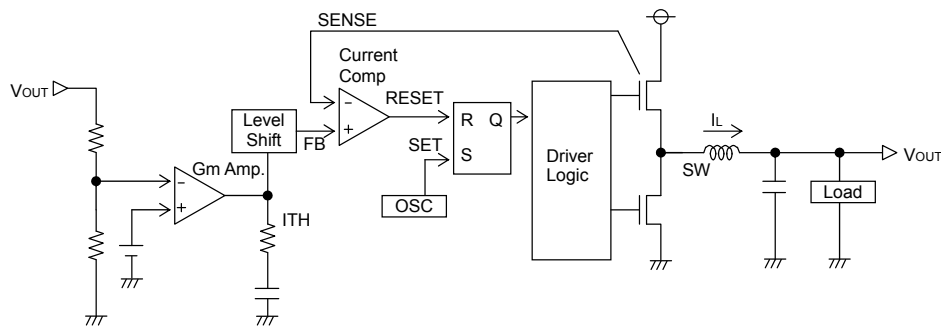 SENSE
Current
Comp
VOUT
RESET
Level
Shift
FB
R Q
S
SET
Gm Amp.
ITH
OSC
Driver
Logic
IL
SW
VOUT
Load
− + − +